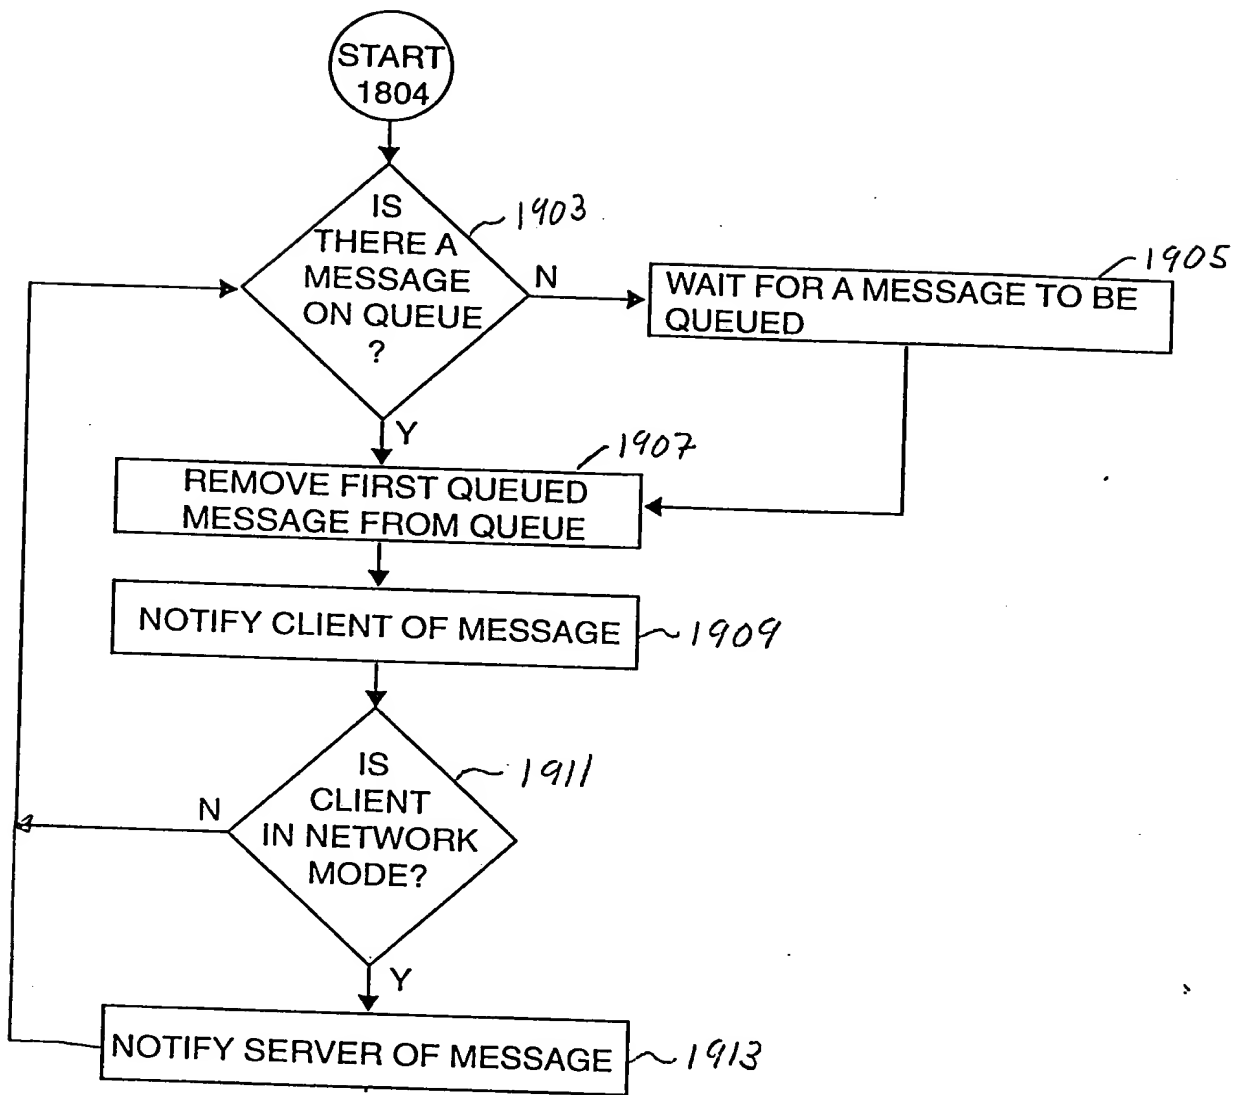 START
1804
IS
THERE A
MESSAGE
ON QUEUE
?
1903
N
WAIT FOR A MESSAGE TO BE
QUEUED
1905
Y
REMOVE FIRST QUEUED
MESSAGE FROM QUEUE
1907
NOTIFY CLIENT OF MESSAGE
1909
IS
CLIENT
IN NETWORK
MODE?
1911
N
Y
NOTIFY SERVER OF MESSAGE
1913